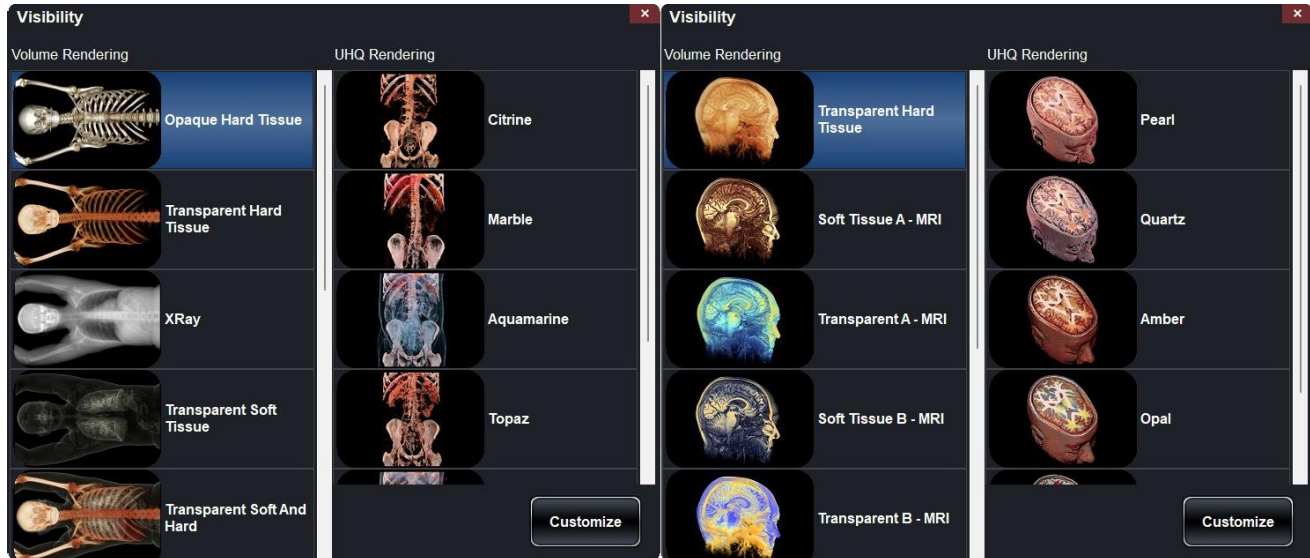 Visibility
×
Volume Rendering
UHQ Rendering
Opaque Hard Tissue
Transparent Hard
Tissue
XRay
Transparent Soft
Tissue
Transparent Soft And
Hard
Citrine
Marble
Aquamarine
Topaz
Customize
Visibility
×
Volume Rendering
UHQ Rendering
Transparent Hard
Tissue
Soft Tissue A - MRI
Transparent A - MRI
Soft Tissue B - MRI
Transparent B - MRI
Pearl
Quartz
Amber
Opal
Customize